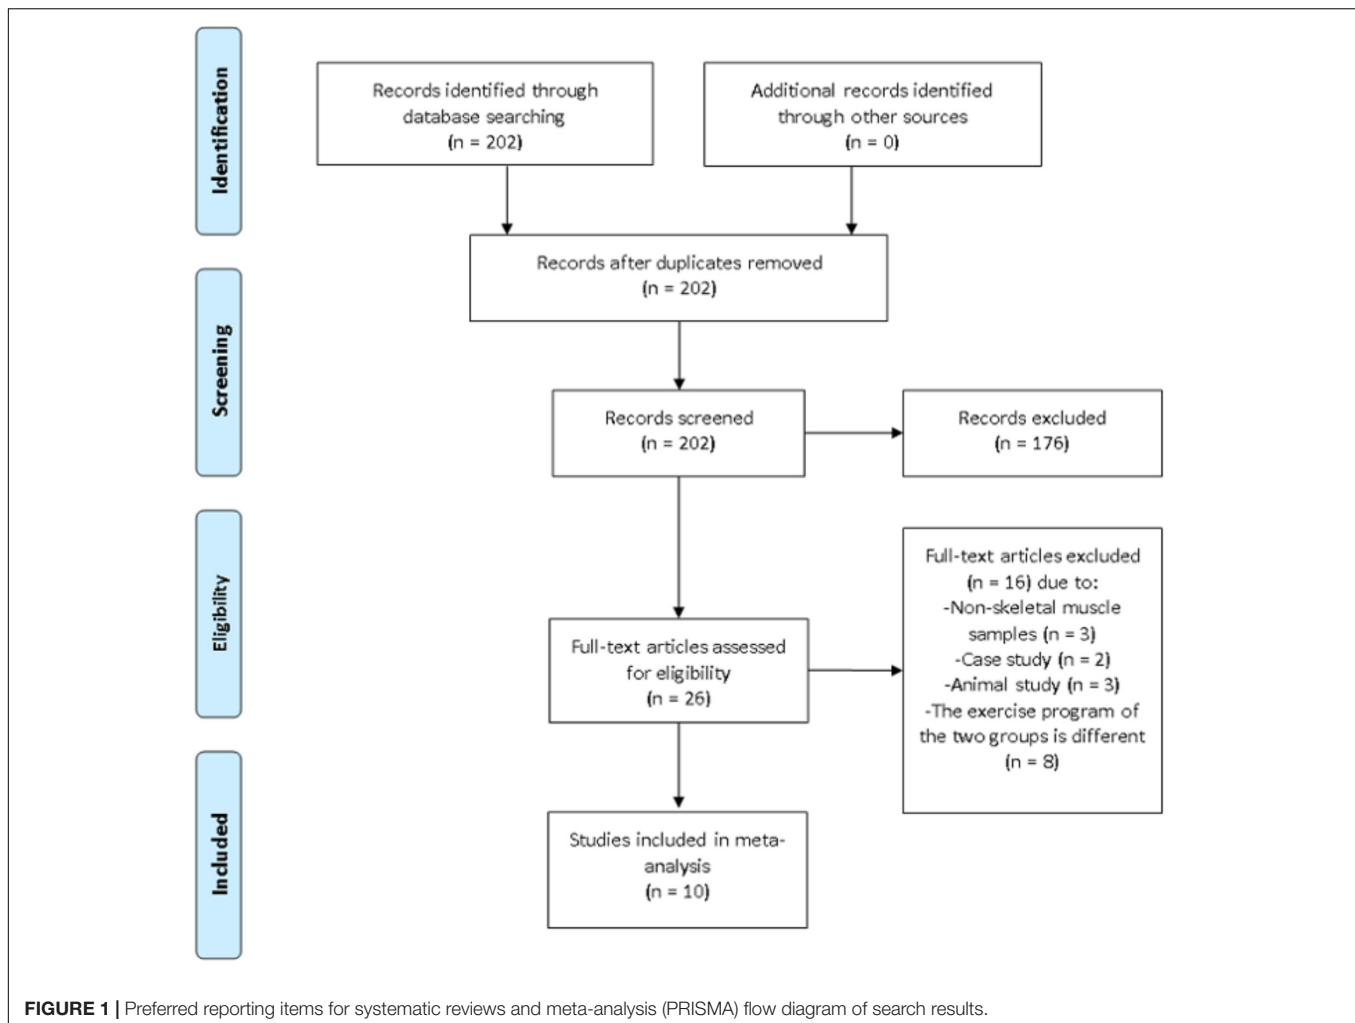 Identification
Records identified through
database searching
(n = 202)
Additional records identified
through other sources
(n = 0)
Records after duplicates removed
(n = 202)
Screening
Records screened
(n = 202)
Records excluded
(n = 176)
Eligibility
Full-text articles assessed
for eligibility
(n = 26)
Full-text articles excluded
(n = 16) due to:
-Non-skeletal muscle
samples (n = 3)
-Case study (n = 2)
-Animal study (n = 3)
-The exercise program of
the two groups is different
(n = 8)
Included
Studies included in meta-
analysis
(n = 10)
FIGURE 1 | Preferred reporting items for systematic reviews and meta-analysis (PRISMA) flow diagram of search results.